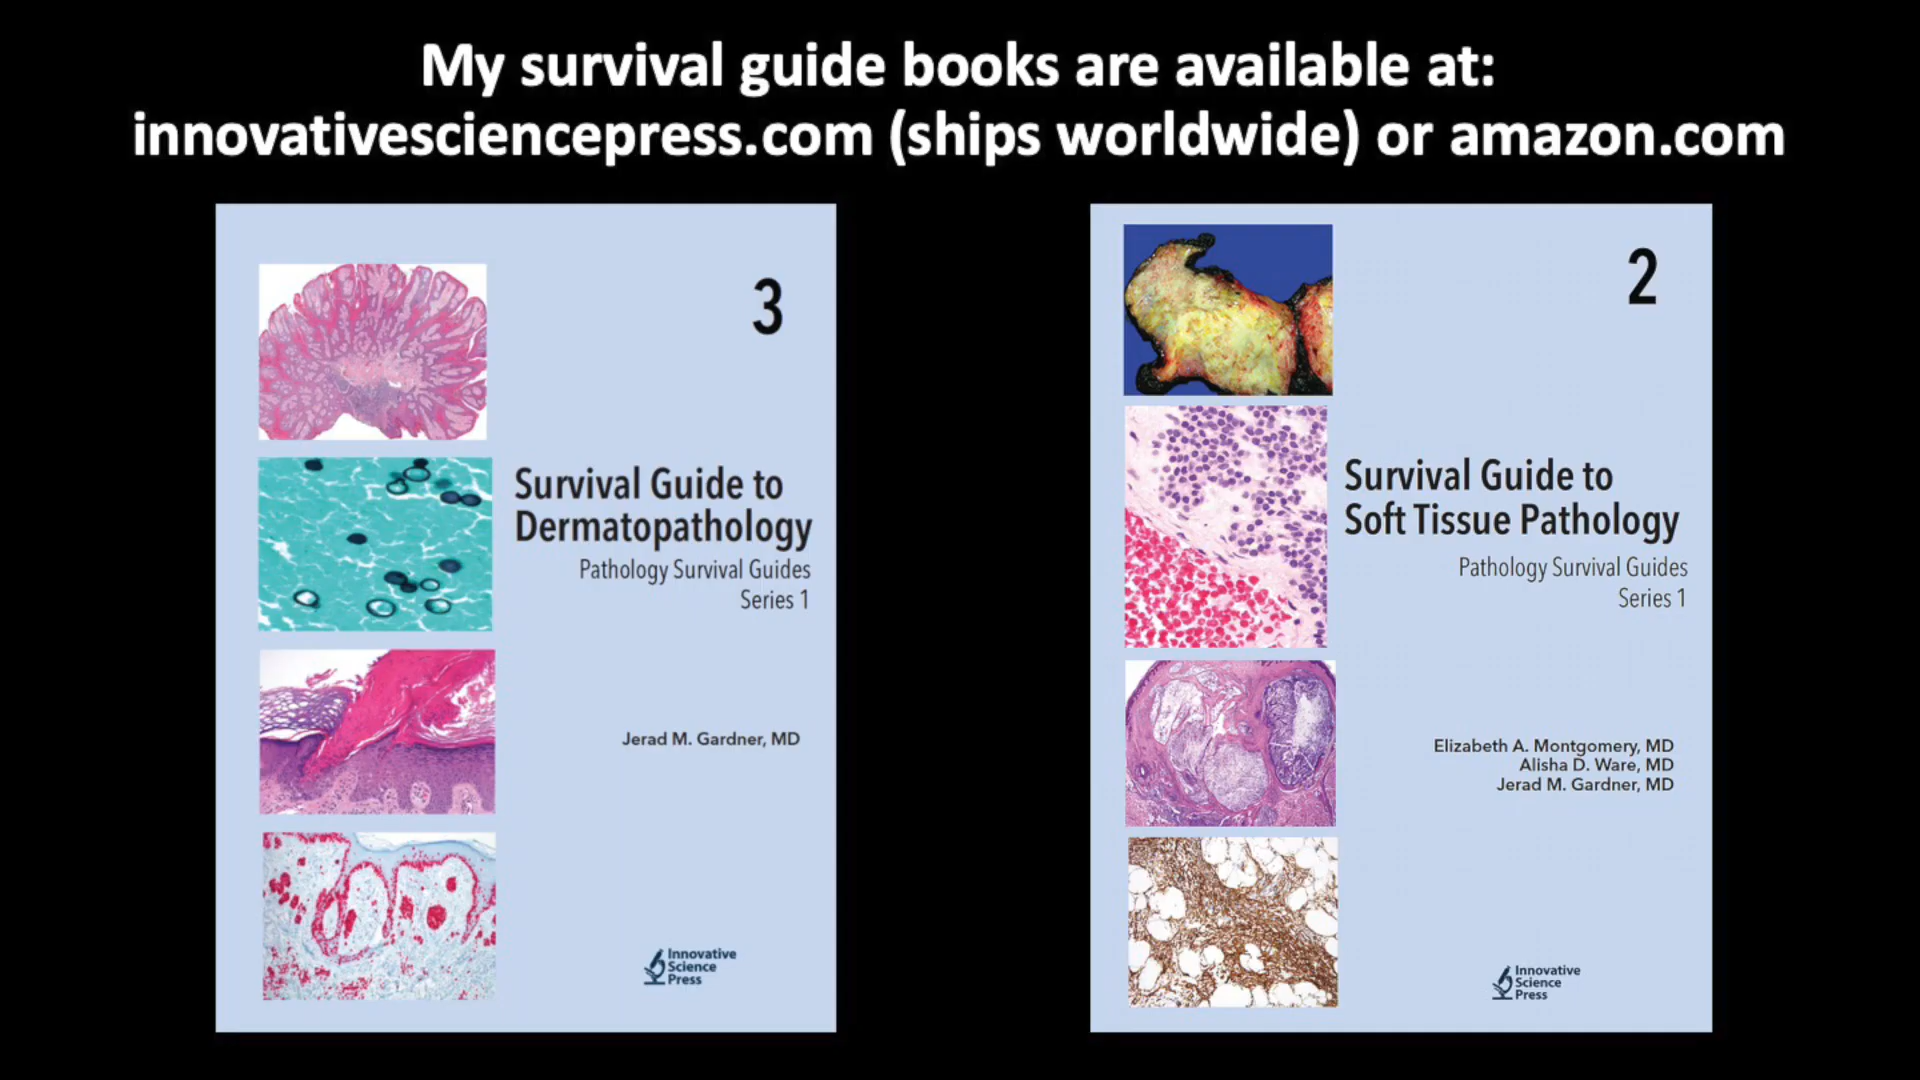 My survival guide books are available at:
innovativesciencepress.com (ships worldwide) or amazon.com
3
Survival Guide to
Dermatopathology
Pathology Survival Guides
Series 1
Jerad M. Gardner, MD
Innovative
Science
Press
2
Survival Guide to
Soft Tissue Pathology
Pathology Survival Guides
Series 1
Elizabeth A. Montgomery, MD
Alisha D. Ware, MD
Jerad M. Gardner, MD
Innovative
Science
Press